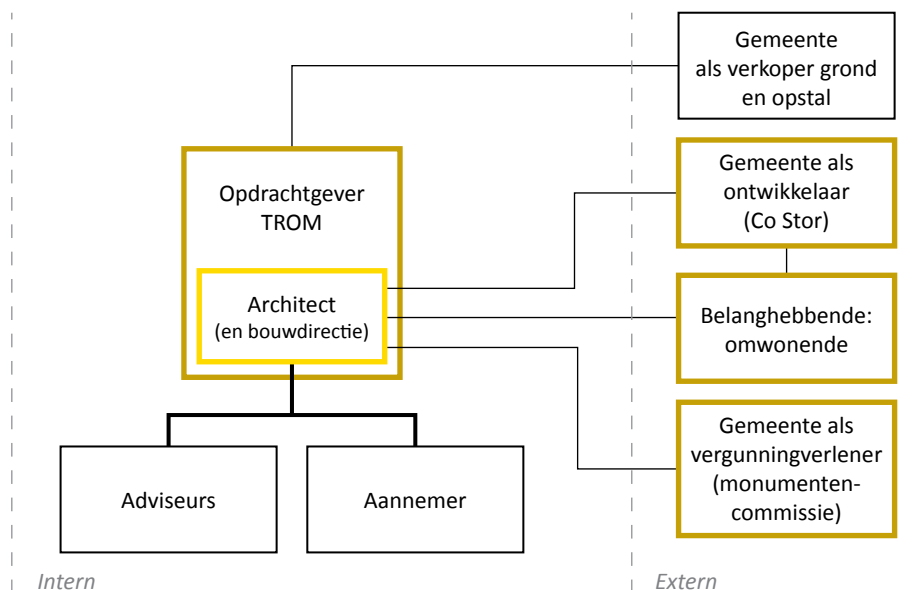 Gemeente
als verkoper grond
en opstal
Opdrachtgever
TROM
Gemeente als
ontwikkelaar
(Co Stor)
Architect
(en bouwdirectie)
Belanghebbende:
omwonende
Gemeente als
vergunningverlener
(monumenten-
commissie)
Adviseurs
Aannemer
Intern
Extern